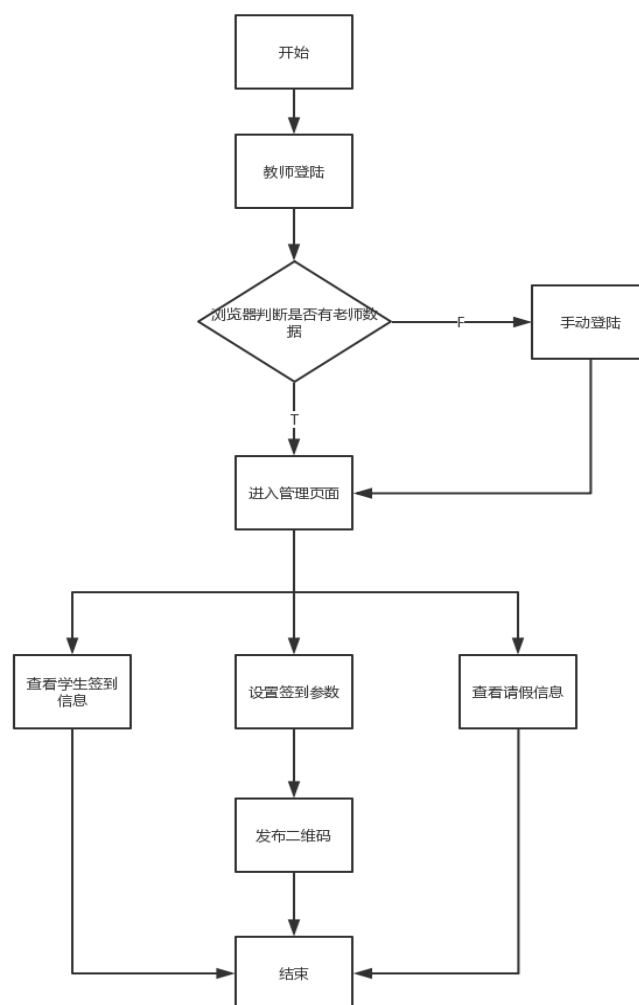 开始
教师登陆
浏览器判断是否有老师数
据
F
手动登陆
T
进入管理页面
查看学生签到
信息
设置签到参数
查看请假信息
发布二维码
结束